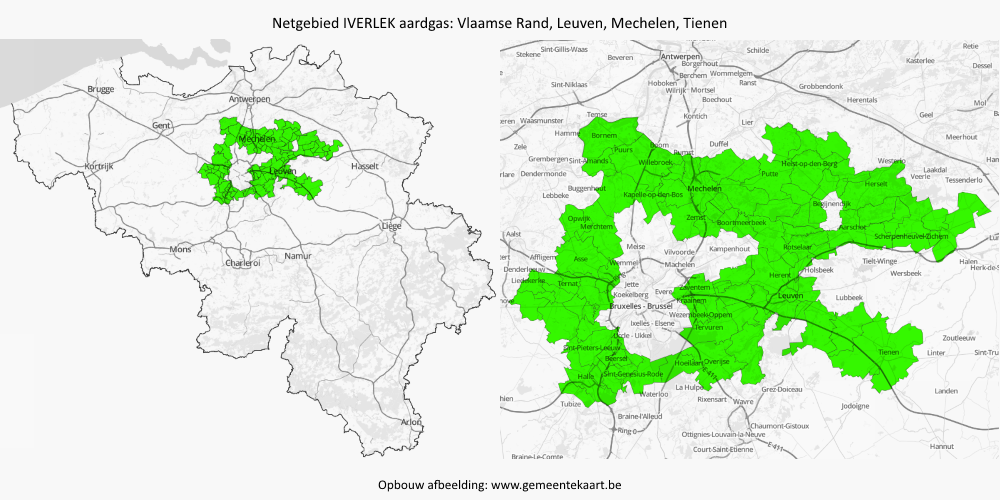 Netgebied IVERLEK aardgas: Vlaamse Rand, Leuven, Mechelen, Tienen
Brugge
Antwerpen
Gent
Mechelen
Kortrijk
Leuven
Hasselt
Liège
Mons
Namur
Charleroi
Arlon
Sint-Gillis-Waas
Stekene
Beveren
Antwerpen
Borgerhout
Schilde
Retie
Kasterlee
Dessel
Berchem
Wommelgem
Sint-Niklaas
Hoboken
Ranst
Wilrijk
Mortsel
Grobbendonk
Boechout
Herentals
Mol
Temse
Kontich
Geel
Waasmunster
Lier
Hamme
Bornem
Meerhout
Zele
Puurs
Boom
Rumst
Duffel
Grembergen
Sint-Amands
Willebroek
Heist-op-den-Berg
Westerlo
Laakdal
Dendermonde
Putte
Tessenderlo
Herselt
Buggenhout
Mechelen
Lebbeke
Kapelle-op-den-Bos
Begijnendijk
Opwijk
Zemst
Boortmeerbeek
Merchtem
Aarschot
Aalst
Scherpenheuvel-Zichem
Meise
Kampenhout
Rotselaar
Vilvoorde
Affligem
Asse
Wemmel
Machelen
Tielt-Winge
Halen
Denderleeuw
Herent
Holsbeek
Wersbeek
Liedekerke
Ternat
Jette
Zaventem
Koekelberg
Evere
Leuven
Lubbeek
Kraainem
Bruxelles - Brussel
Wezembeek-Oppem
Ixelles - Elsene
Tervuren
Uccle - Ukkel
Zoutleeuw
Sint-Pieters-Leeuw
Tienen
Linter
Beersel
Hoeilaart
Overijse
E-411
Halle
Sint-Genesius-Rode
La Hulpe
Grez-Doiceau
Landen
Waterloo
Rixensart
Wavre
Tubize
Jodoigne
Braine-l'Alleud
Chaumont-Gistoux
Ring 0
Ottignies-Louvain-la-Neuve
E-411
Court-Saint-Etienne
Hannut
Braine-Le-Comte
Opbouw afbeelding: www.gemeentekaart.be